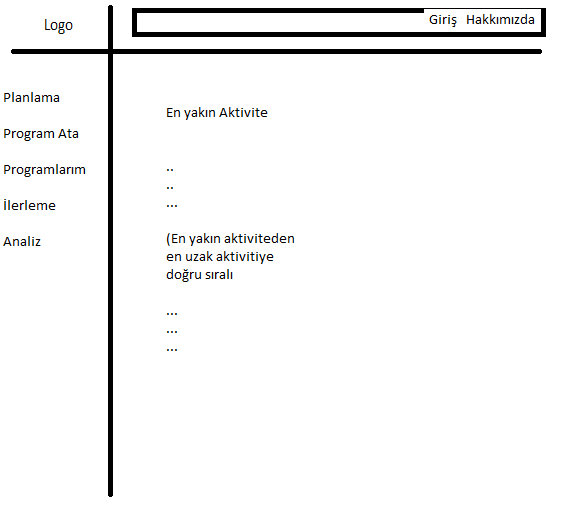 Logo
Giriş Hakkımızda
Planlama
Program Ata
Programlarım
İlerleme
Analiz
En yakın Aktivite
..
..
...
(En yakın aktiviteden
en uzak aktivitiye
doğru sıralı
...
...
...